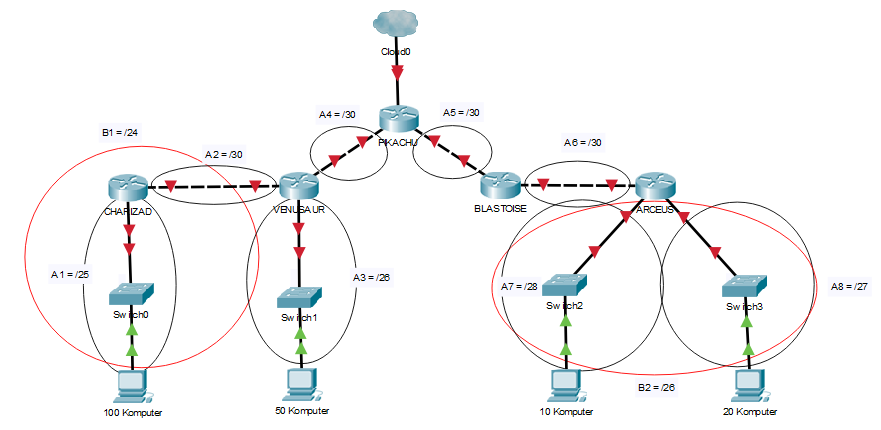 Cloud0
A4 = /30
A5 = /30
B1 = /24
PIKACHU
A6 = /30
A2 = /30
CHARIZAD
VENUSAUR
BLASTOISE
ARCEUS
A1 = /25
A3 = /26
A7 = /28
A8 = /27
Switch0
Switch1
Switch2
Switch3
B2 = /26
100 Komputer
50 Komputer
10 Komputer
20 Komputer